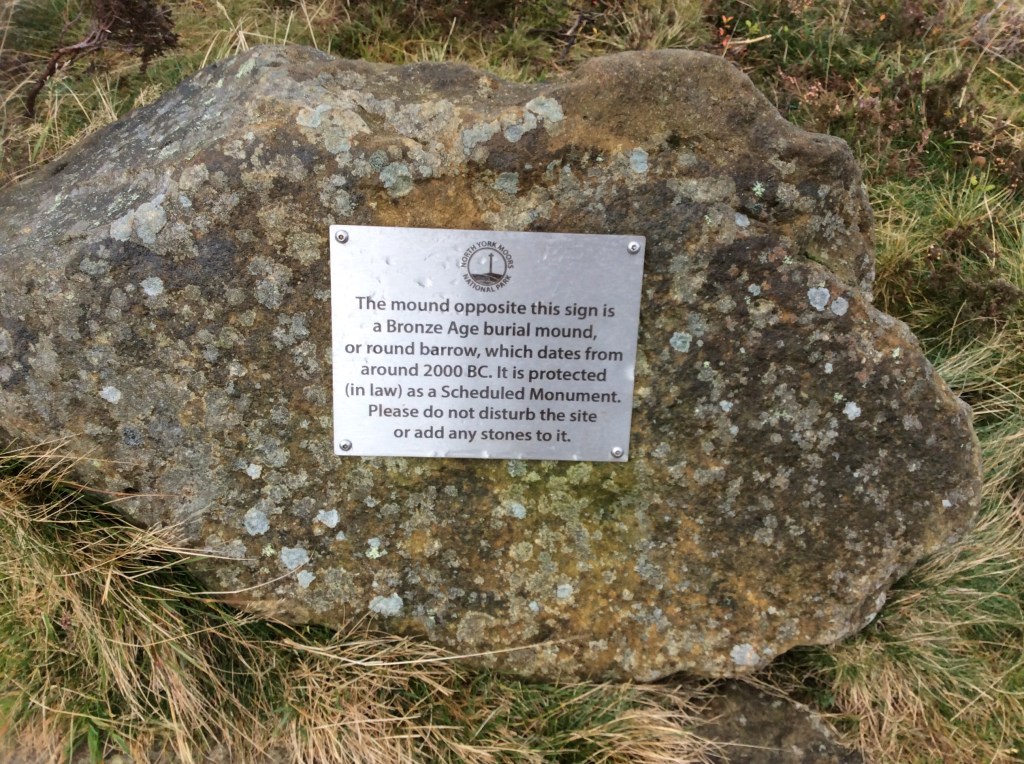 NORTH YORK MOORS
NATIONAL PARK
The mound opposite this sign is
a Bronze Age burial mound,
or round barrow, which dates from
around 2000 BC. It is protected
(in law) as a Scheduled Monument.
Please do not disturb the site
or add any stones to it.